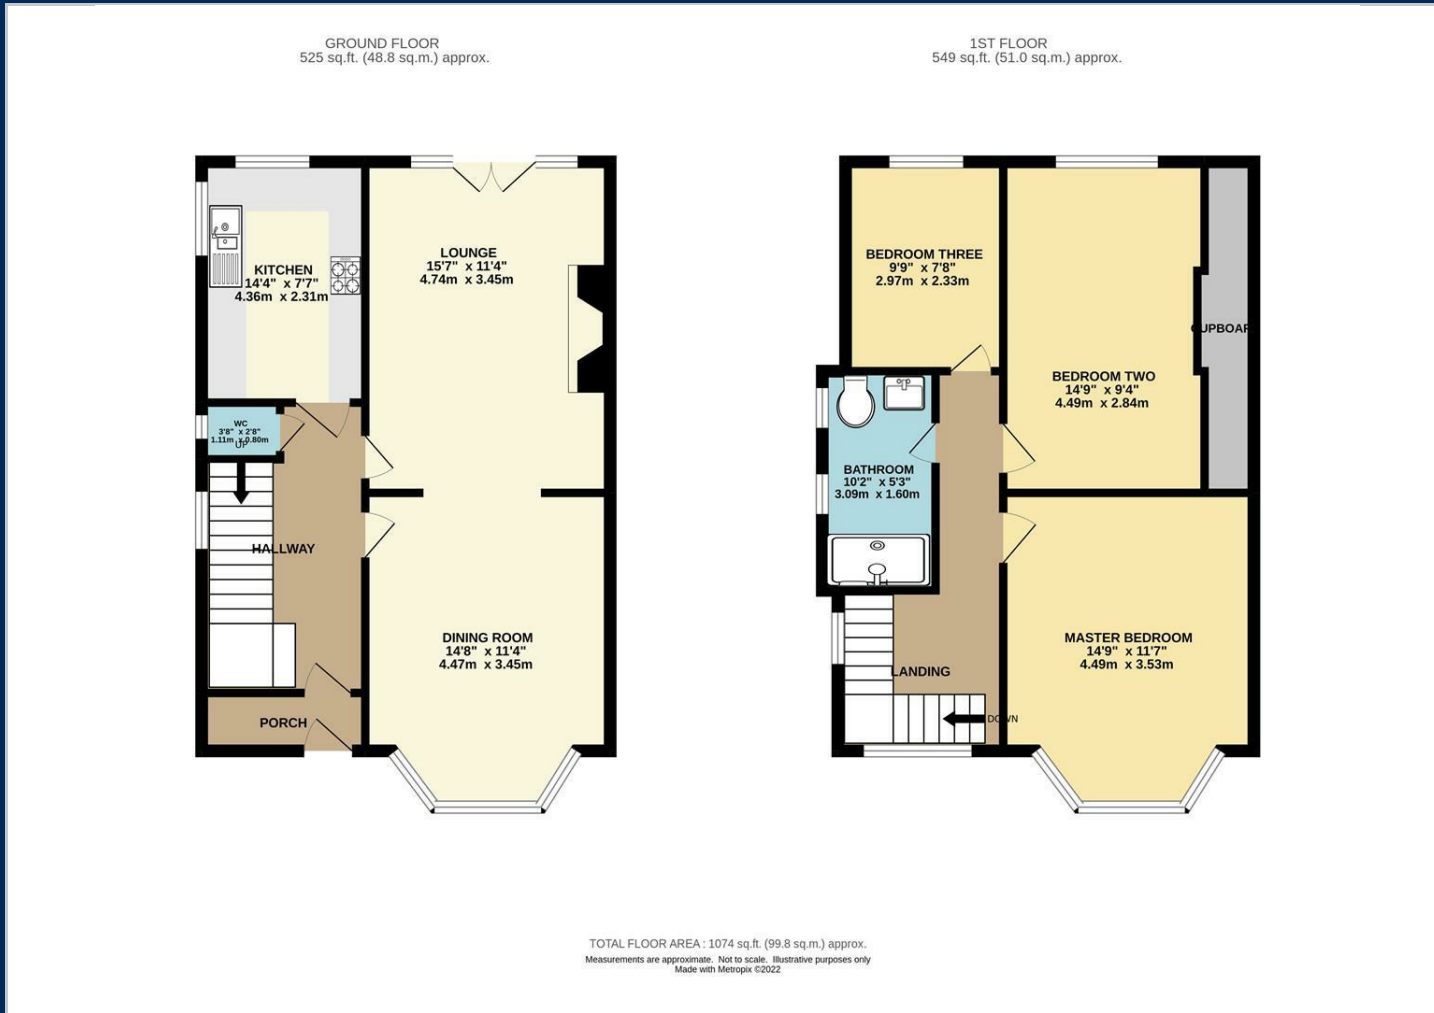 GROUND FLOOR
525 sq.ft. (48.8 sq.m.) approx.
1ST FLOOR
549 sq.ft. (51.0 sq.m.) approx.
KITCHEN
14'4" x 7'7"
4.36m x 2.31m
LOUNGE
15'7" x 11'4"
4.74m x 3.45m
WC
3'8" x 2'8"
1.11m x 0.80m
UP
HALLWAY
DINING ROOM
14'8" x 11'4"
4.47m x 3.45m
PORCH
BEDROOM THREE
9'9" x 7'8"
2.97m x 2.33m
CUPBOAR
BEDROOM TWO
14'9" x 9'4"
4.49m x 2.84m
BATHROOM
10'2" x 5'3"
3.09m x 1.60m
MASTER BEDROOM
14'9" x 11'7"
4.49m x 3.53m
LANDING
DOWN
TOTAL FLOOR AREA : 1074 sq.ft. (99.8 sq.m.) approx.
Measurements are approximate. Not to scale. Illustrative purposes only
Made with Metropix ©2022